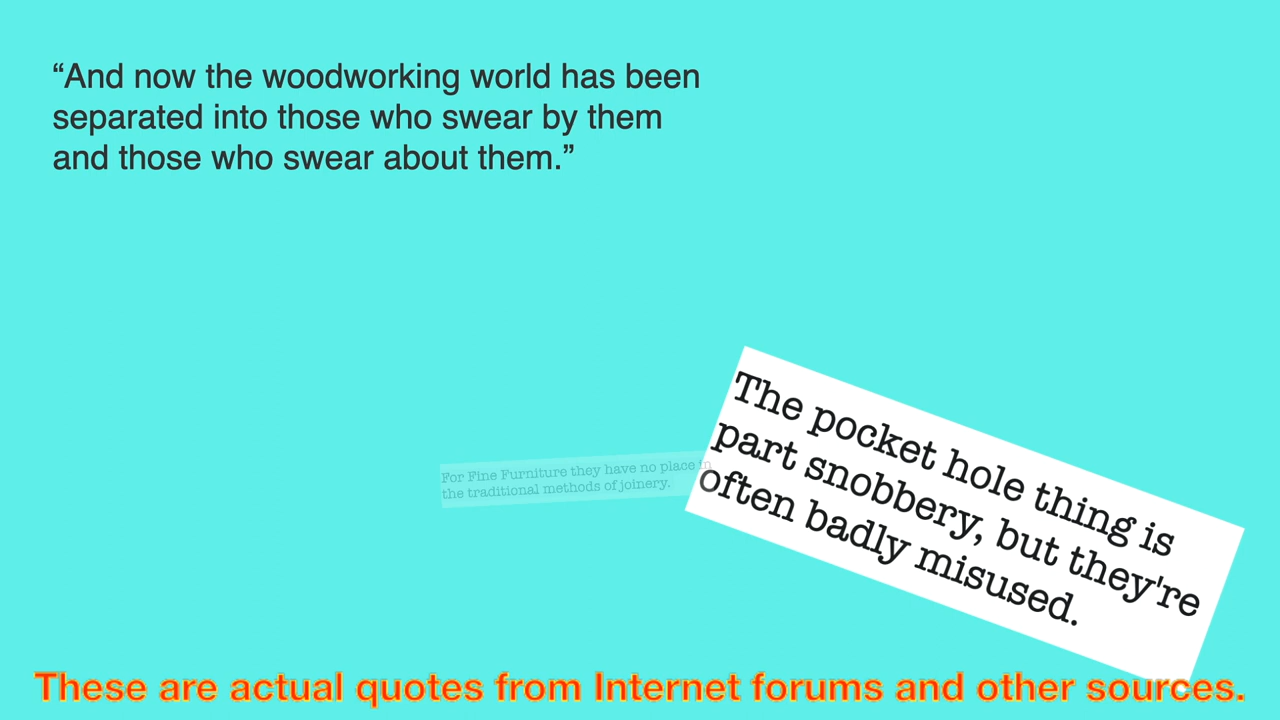 “And now the woodworking world has been
separated into those who swear by them
and those who swear about them.”
The pocket hole thing is
part snobbery, but they're
often badly misused.
For Fine Furniture they have no place in
the traditional methods of joinery.
These are actual quotes from Internet forums and other sources.